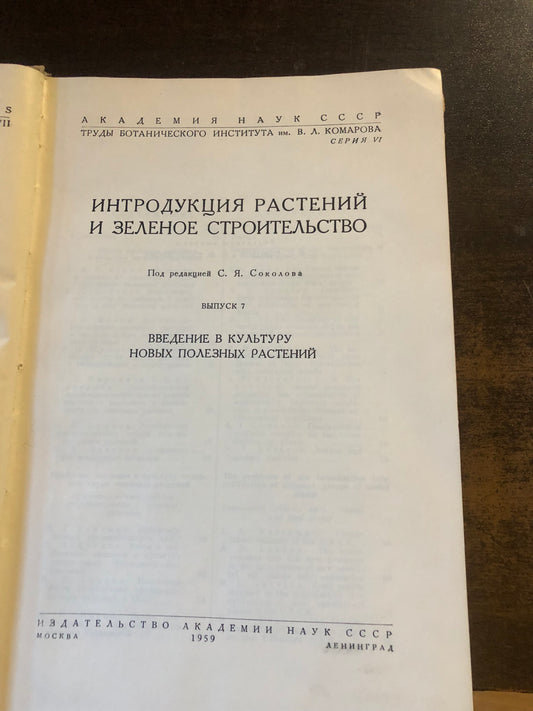 S
VII
АКАДЕМИЯ НАУК СССР
ТРУДЫ БОТАНИЧЕСКОГО ИНСТИТУТА им. В. Л. КОМАРОВА
СЕРИЯ VI
ИНТРОДУКЦИЯ РАСТЕНИЙ
И ЗЕЛЕНОЕ СТРОИТЕЛЬСТВО
Под редакцией С. Я. Соколова
ВЫПУСК 7
ВВЕДЕНИЕ В КУЛЬТУРУ
НОВЫХ ПОЛЕЗНЫХ РАСТЕНИЙ
ИЗДАТЕЛЬСТВО АКАДЕМИИ НАУК СССР
МОСКВА 1959 ЛЕНИНГРАД